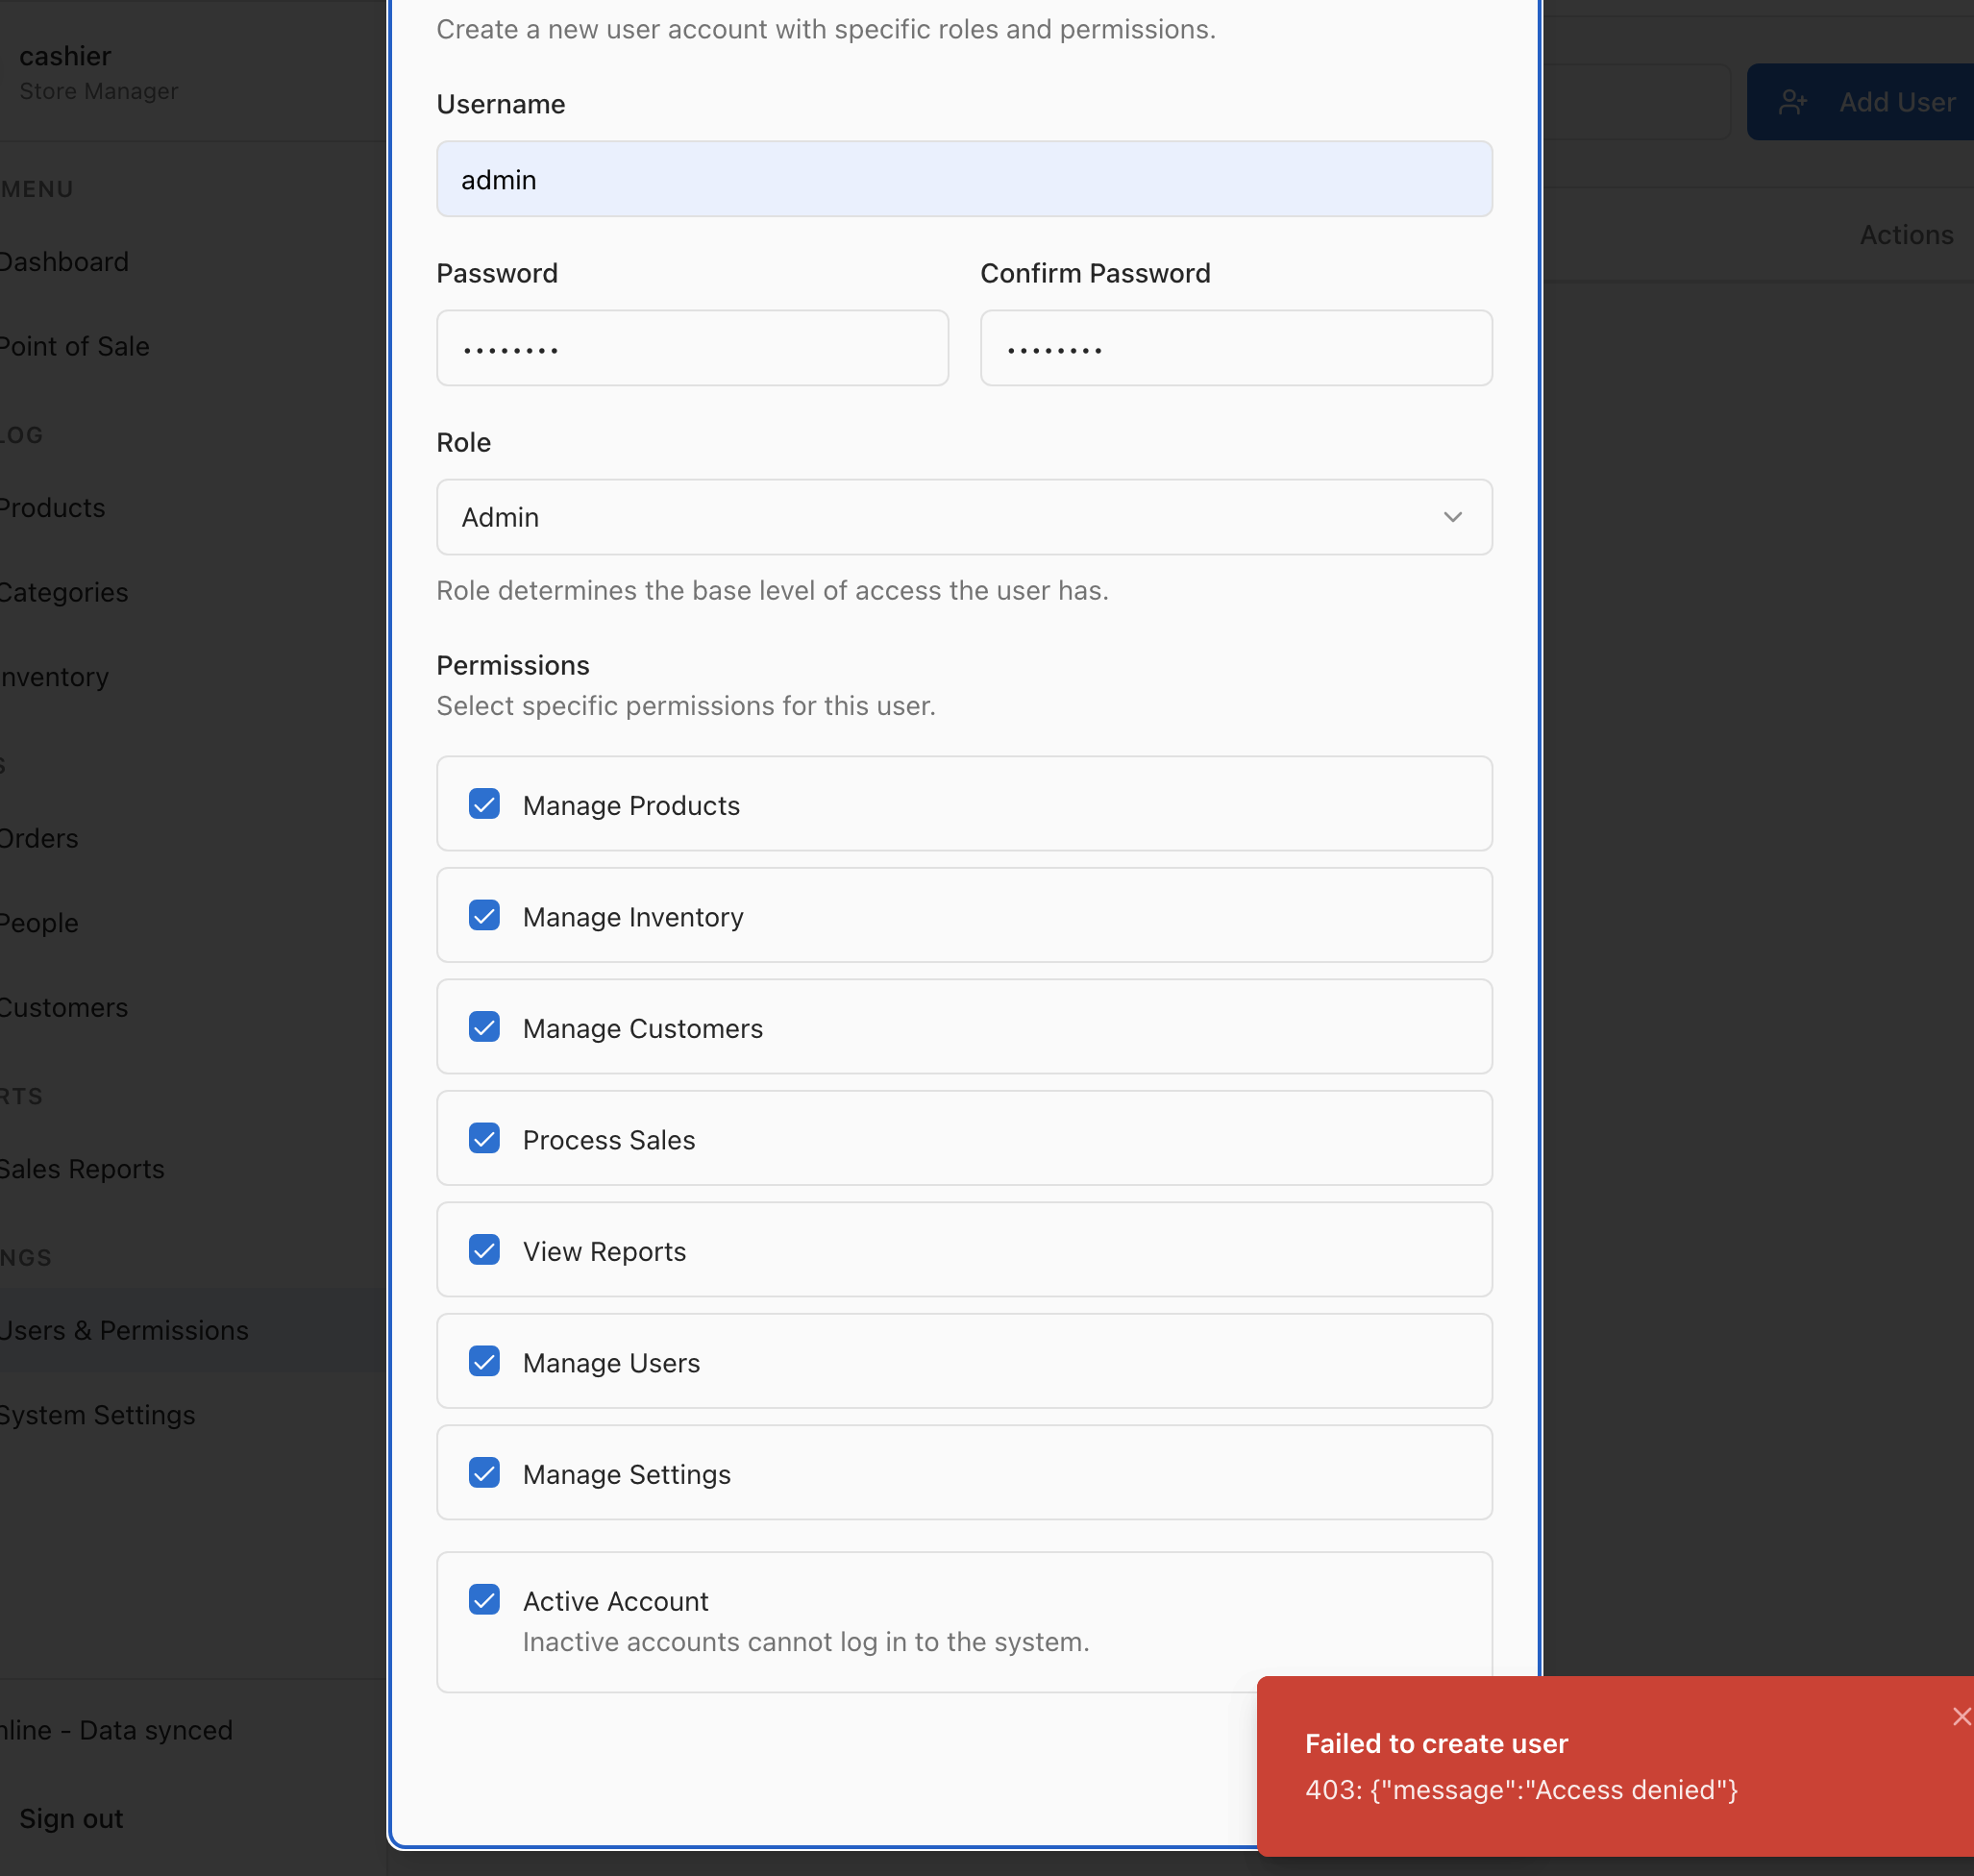 cashier
Store Manager
MENU
Dashboard
Point of Sale
LOG
Products
Categories
nventory
S
Orders
People
Customers
RTS
Sales Reports
NGS
Users & Permissions
System Settings
nline - Data synced
Sign out
Create a new user account with specific roles and permissions.
Username
admin
Password
Confirm Password
••••••••
••••••••
Role
Admin
Role determines the base level of access the user has.
Permissions
Select specific permissions for this user.
Manage Products
Manage Inventory
Manage Customers
Process Sales
View Reports
Manage Users
Manage Settings
Active Account
Inactive accounts cannot log in to the system.
Add User
Actions
Failed to create user
403: {"message":"Access denied"}